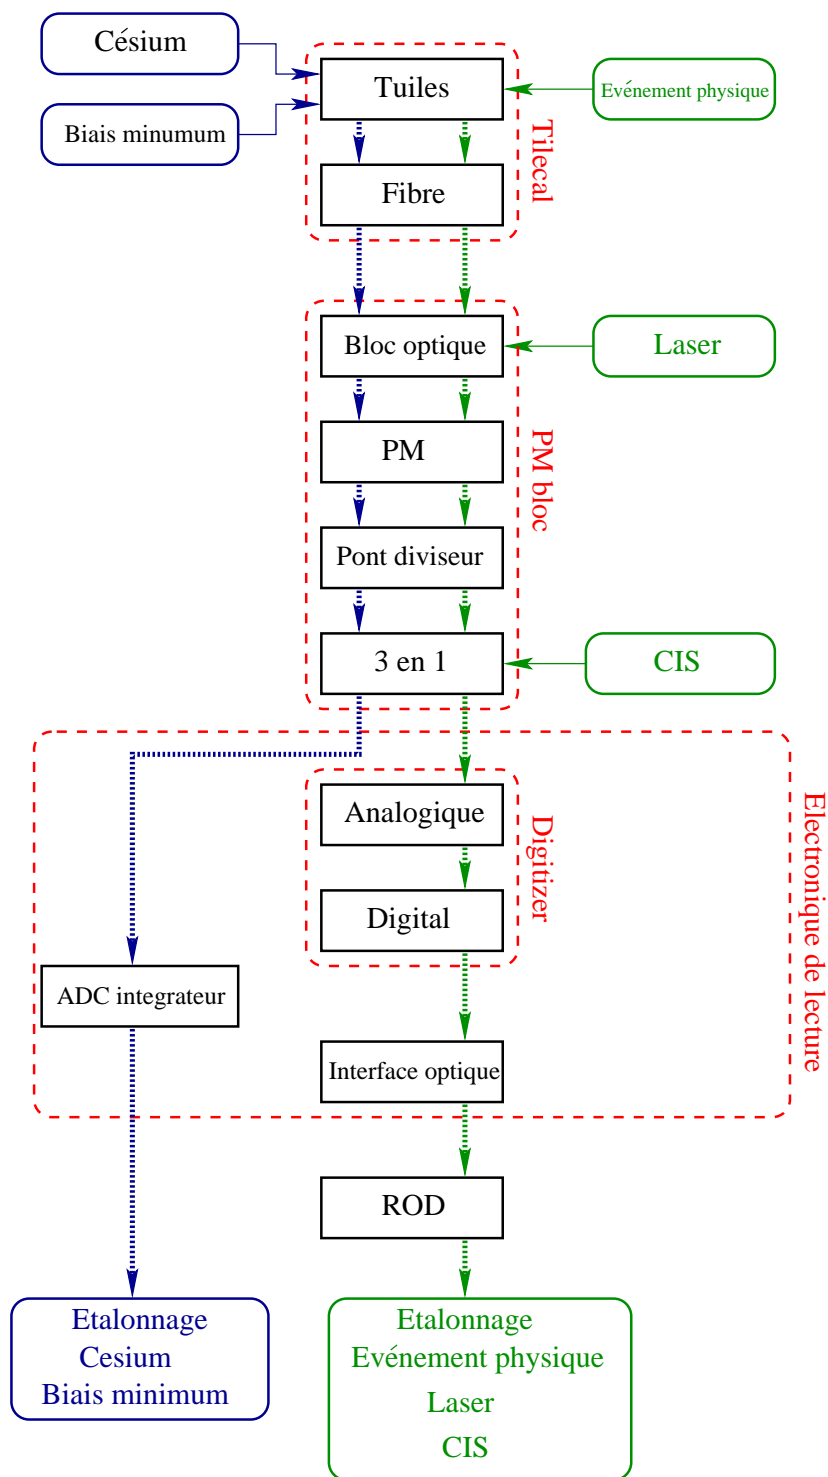 Césium
Tuiles
Evénement physique
Biais minumum
Tilecal
Fibre
Bloc optique
Laser
PM
PM bloc
Pont diviseur
3 en 1
CIS
Analogique
Digitizer
Electronique de lecture
Digital
ADC integrateur
Interface optique
ROD
Etalonnage
Cesium
Biais minimum
Etalonnage
Evénement physique
Laser
CIS